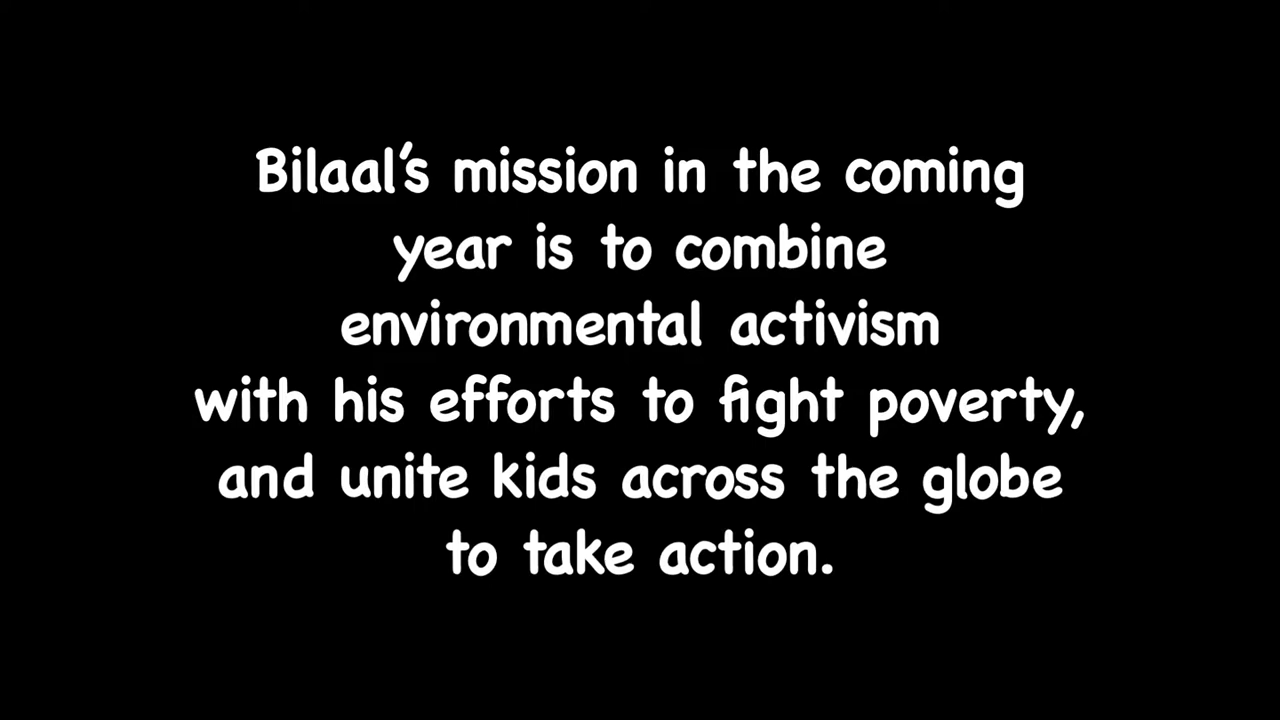 Bilaal's mission in the coming
year is to combine
environmental activism
with his efforts to fight poverty,
and unite kids across the globe
to take action.